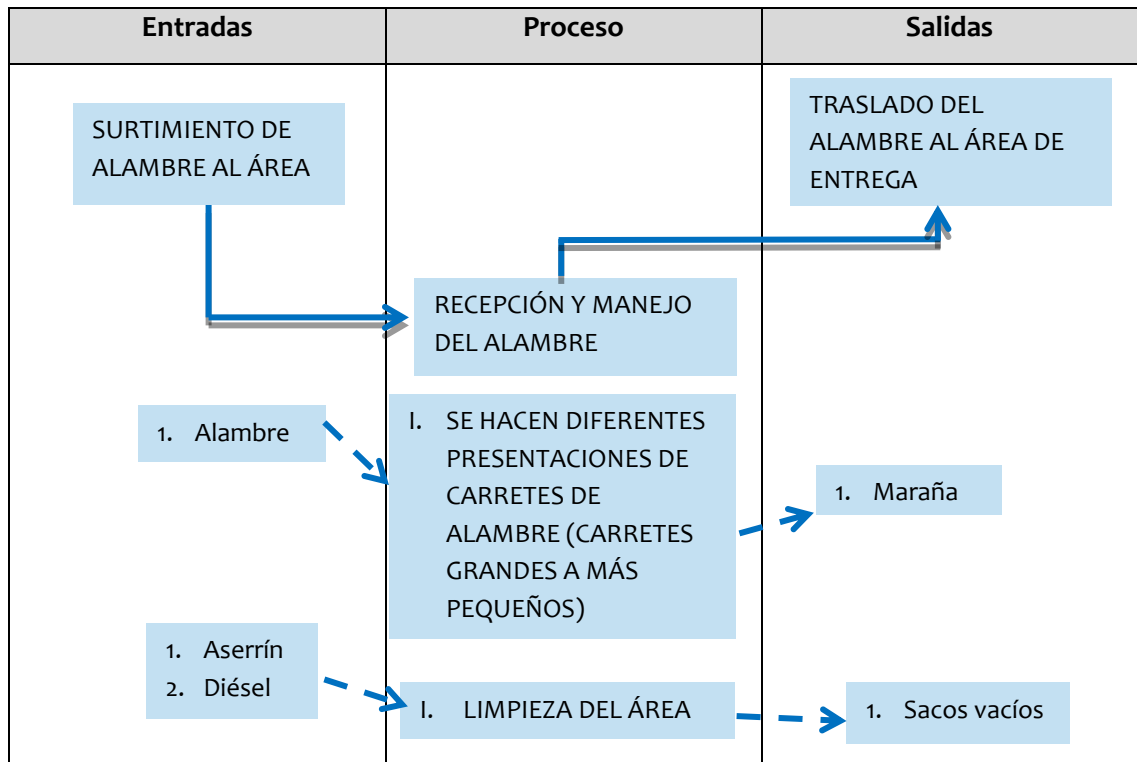 Entradas
Proceso
Salidas
SURTIMIENTO DE
ALAMBRE AL ÁREA
TRASLADO DEL
ALAMBRE AL ÁREA DE
ENTREGA
RECEPCIÓN Y MANEJO
DEL ALAMBRE
1. Alambre
I. SE HACEN DIFERENTES
PRESENTACIONES DE
CARRETES DE
ALAMBRE (CARRETES
GRANDES A MÁS
PEQUEÑOS)
1. Maraña
1. Aserrín
2. Diésel
I. LIMPIEZA DEL ÁREA
1. Sacos vacíos